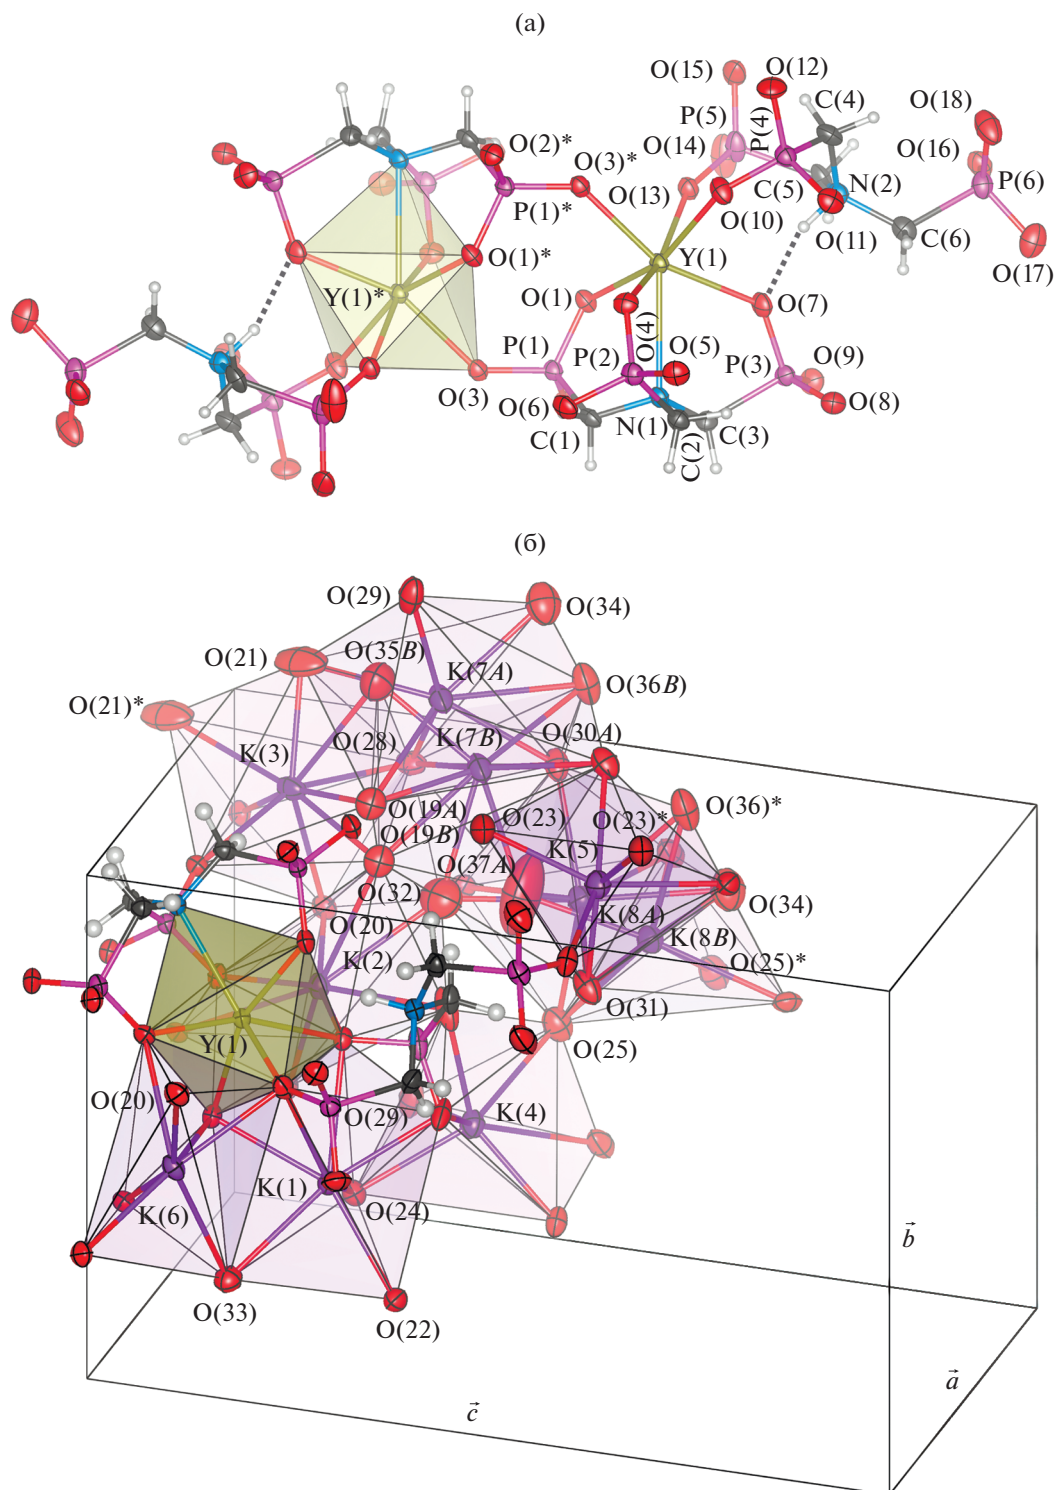 (а)
O(15)
O(12)
P(5)
P(4)
C(4)
O(18)
O(2)*
O(3)*
O(14)
O(16)
P(1)*
O(13)
C(5)
N(2)
P(6)
O(10)
O(11)
C(6)
O(1)*
Y(1)
O(17)
Y(1)*
O(1)
O(7)
P(1)
P(2)
O(4)
O(5)
P(3)
O(9)
O(3)
O(6)
O(8)
C(1)
N(1)
C(2)
C(3)
(б)
O(29)
O(34)
O(21)
O(35B)
K(7A)
O(36B)
O(21)*
O(28)
K(7B)
O(30A)
K(3)
O(19A)
O(23)
O(23)*
O(36)*
O(19B)
K(5)
O(37A)
O(32)
O(34)
O(20)
K(8A)
K(8B)
K(2)
O(25)*
O(31)
Y(1)
O(25)
O(20)
O(29)
K(4)
K(1)
K(6)
O(24)
b
O(33)
O(22)
a
c